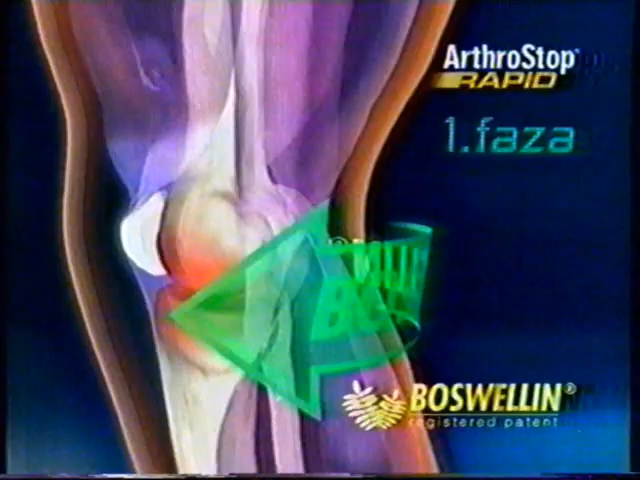 ArthroStop®
RAPID
1.faza
BOSWELLIN®
registered patent